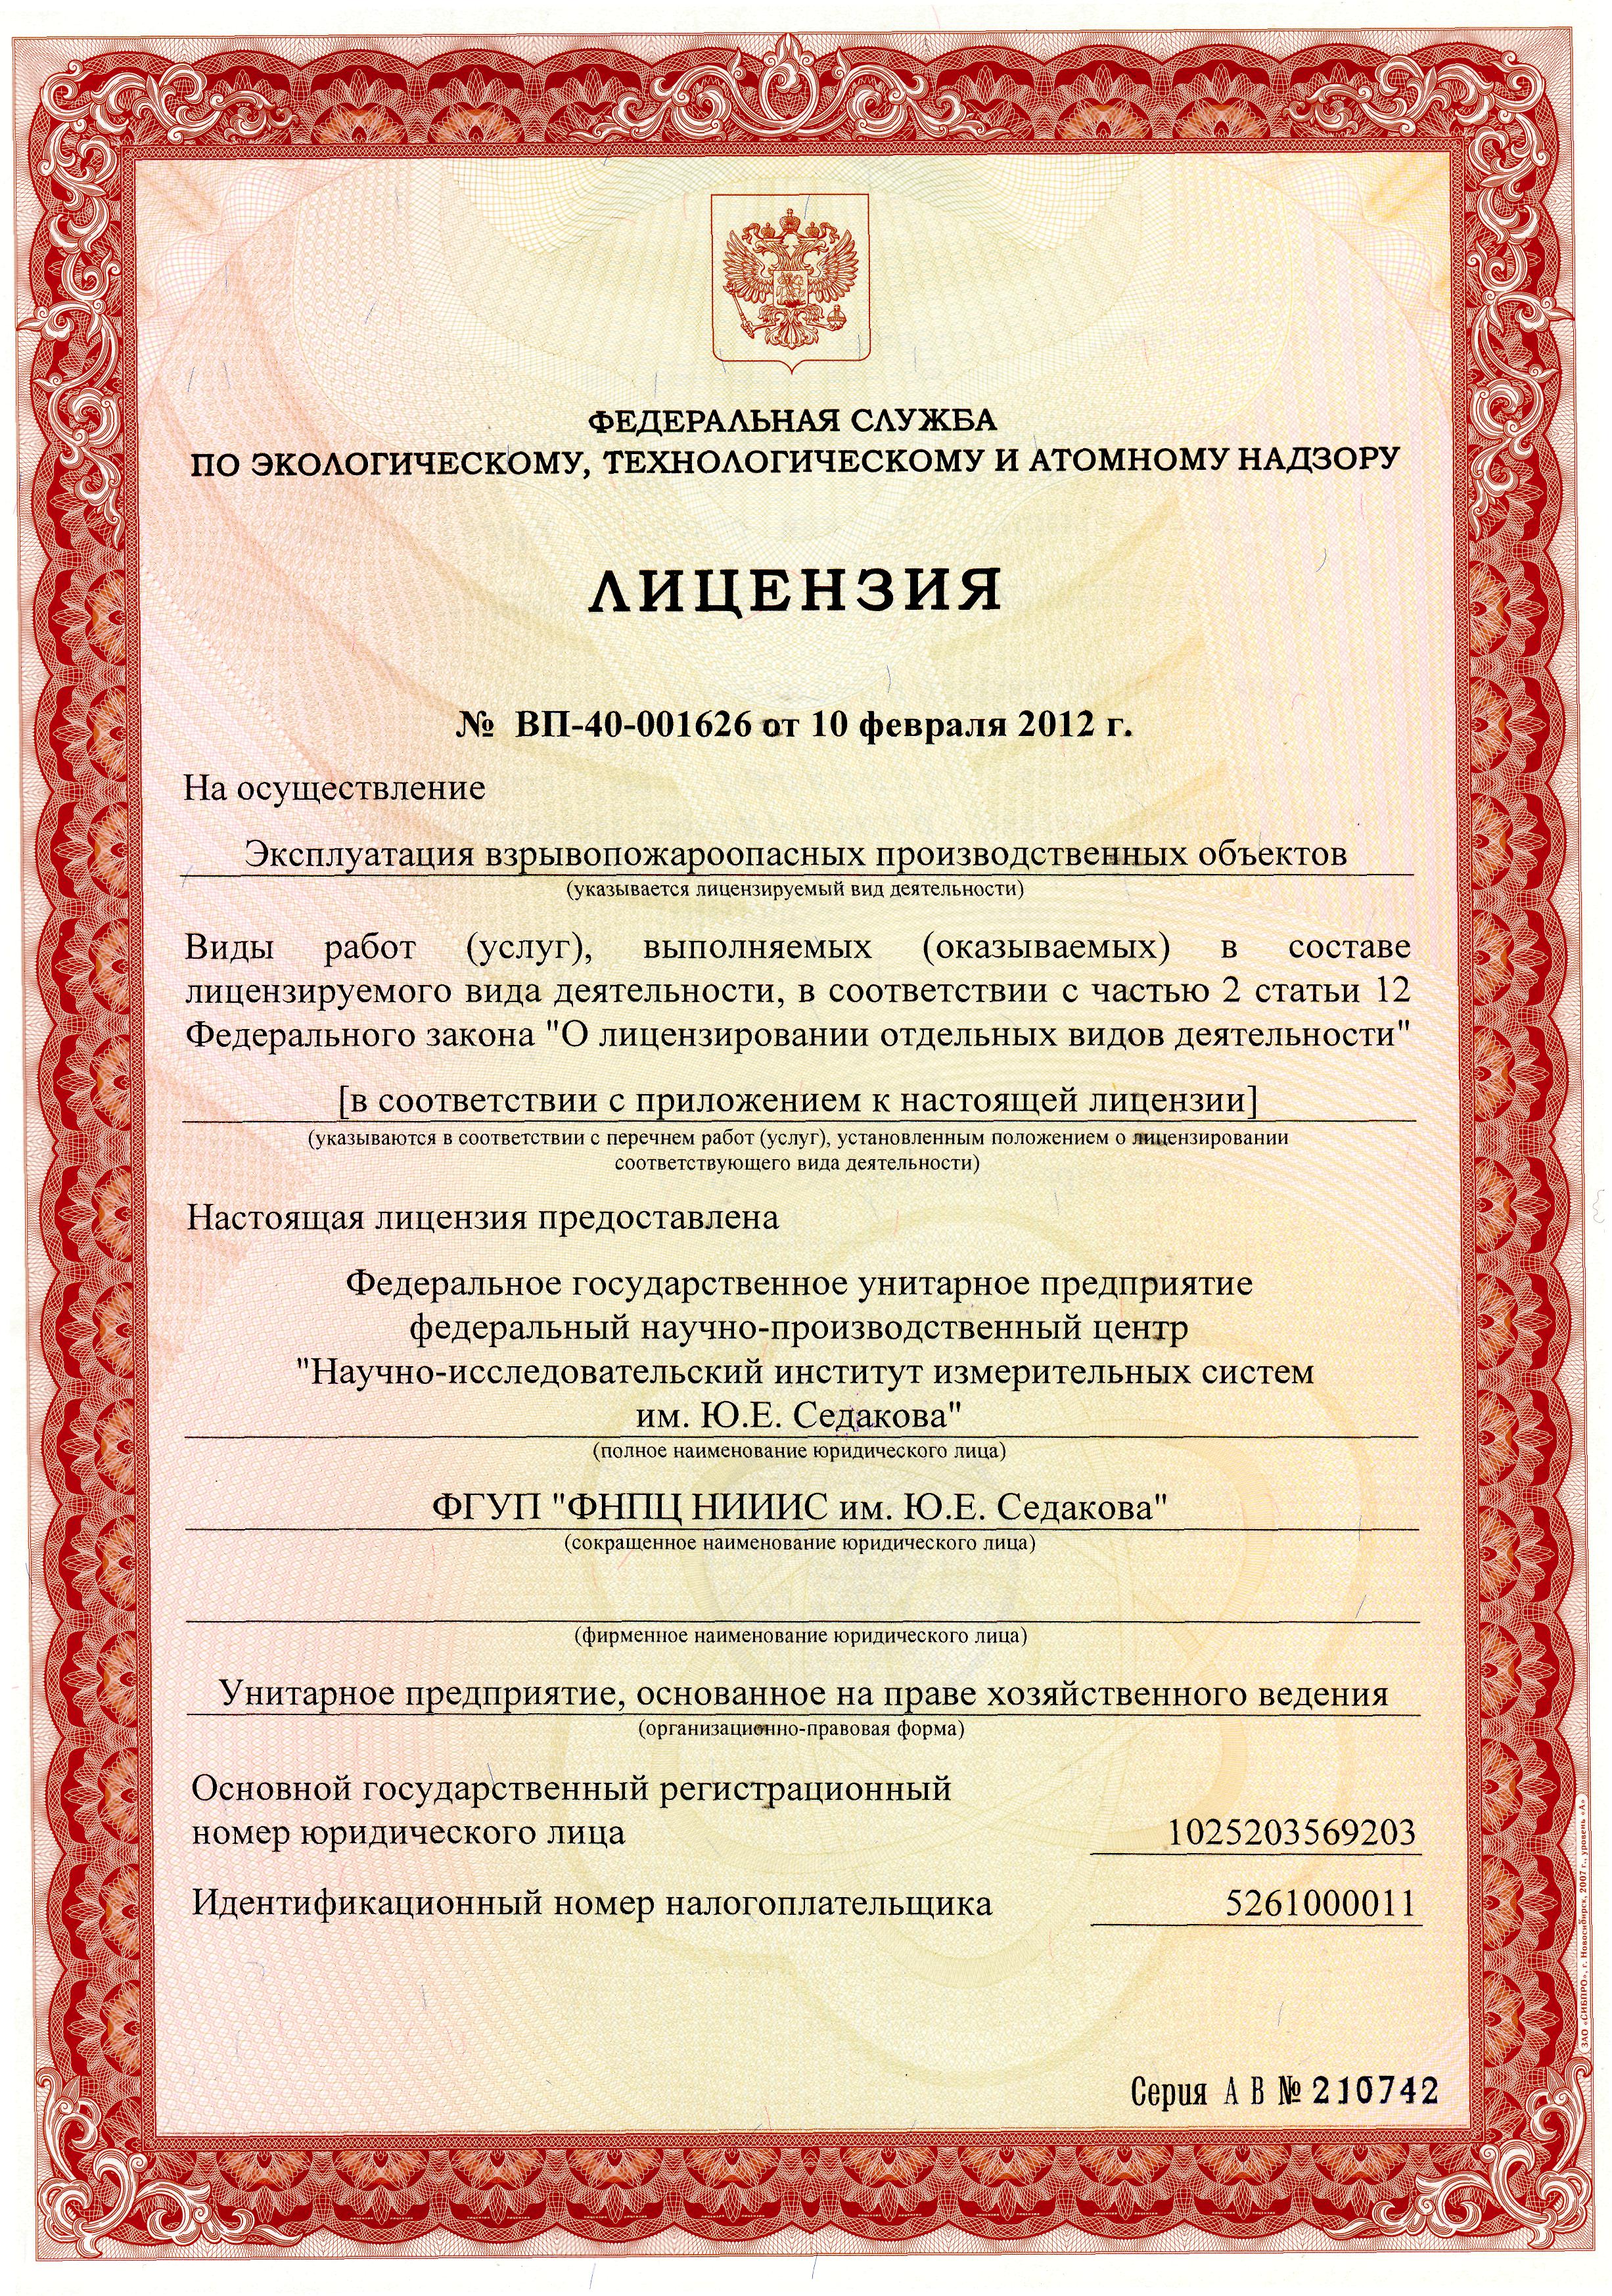 ФЕДЕРАЛЬНАЯ СЛУЖБА
ПО ЭКОЛОГИЧЕСКОМУ, ТЕХНОЛОГИЧЕСКОМУ И АТОМНОМУ НАДЗОРУ
ЛИЦЕНЗИЯ
№ ВП-40-001626 от 10 февраля 2012 г.
На осуществление
Эксплуатация взрывопожароопасных производственных объектов
(указывается лицензируемый вид деятельности)
Виды работ (услуг), выполняемых (оказываемых) в составе
лицензируемого вида деятельности, в соответствии с частью 2 статьи 12
Федерального закона "О лицензировании отдельных видов деятельности"
[в соответствии с приложением к настоящей лицензии]
(указываются в соответствии с перечнем работ (услуг), установленным положением о лицензировании
соответствующего вида деятельности)
Настоящая лицензия предоставлена
Федеральное государственное унитарное предприятие
федеральный научно-производственный центр
"Научно-исследовательский институт измерительных систем
им. Ю.Е. Седакова"
(полное наименование юридического лица)
ФГУП "ФНПЦ НИИИС им. Ю.Е. Седакова"
(сокращенное наименование юридического лица)
(фирменное наименование юридического лица)
Унитарное предприятие, основанное на праве хозяйственного ведения
(организационно-правовая форма)
Основной государственный регистрационный
номер юридического лица 1025203569203
Идентификационный номер налогоплательщика 5261000011
Серия А В № 210742
ЗАО «СИБПРО», г. Новосибирск, 2007 г., уровень «А»